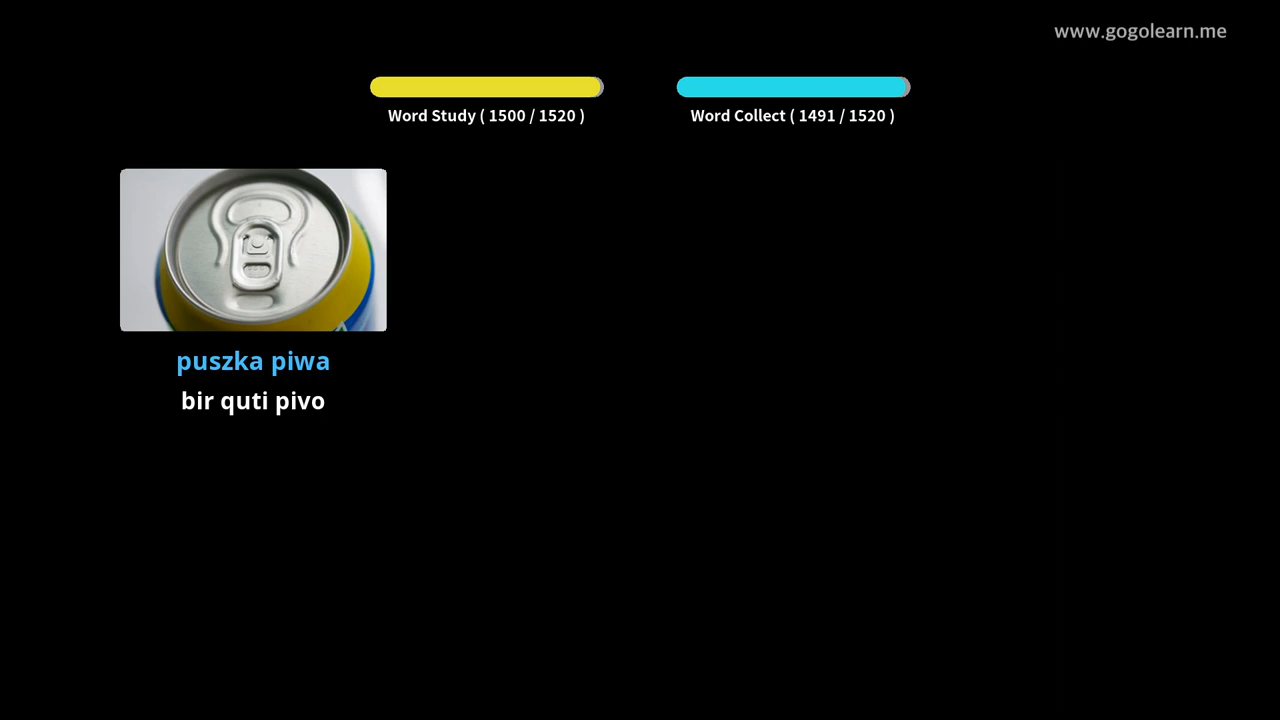 www.gogolearn.me
Word Study ( 1500 / 1520 )
Word Collect ( 1491 / 1520 )
puszka piwa
bir quti pivo